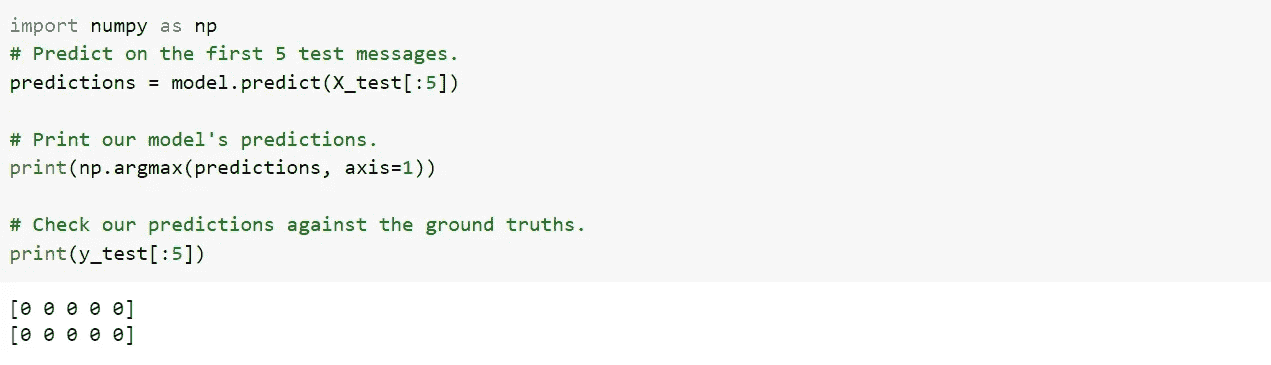 import numpy as np
# Predict on the first 5 test messages.
predictions = model.predict(X_test[:5])
# Print our model's predictions.
print(np.argmax(predictions, axis=1))
# Check our predictions against the ground truths.
print(y_test[:5])
[0 0 0 0 0]
[0 0 0 0 0]